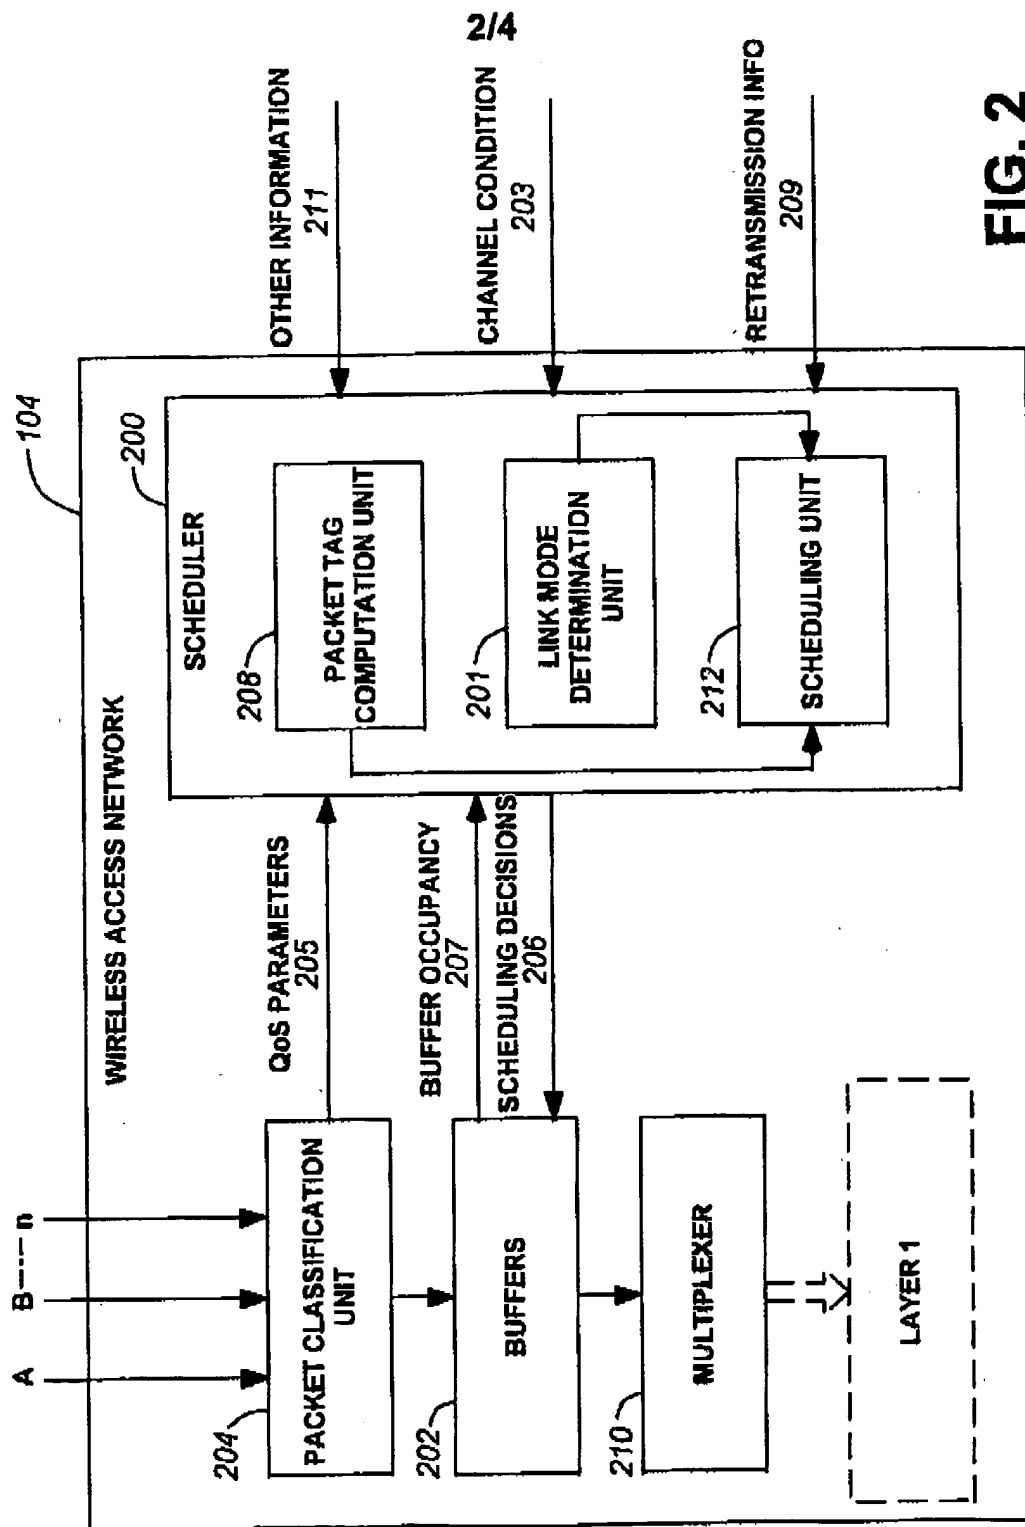 2/4
104
WIRELESS ACCESS NETWORK
A
B
n
PACKET CLASSIFICATION
UNIT
204
BUFFERS
202
MULTIPLEXER
210
LAYER 1
QoS PARAMETERS
205
BUFFER OCCUPANCY
207
SCHEDULING DECISIONS
206
200
SCHEDULER
208
PACKET TAG
COMPUTATION UNIT
201
LINK MODE
DETERMINATION
UNIT
212
SCHEDULING UNIT
OTHER INFORMATION
211
CHANNEL CONDITION
203
RETRANSMISSION INFO
209
FIG. 2